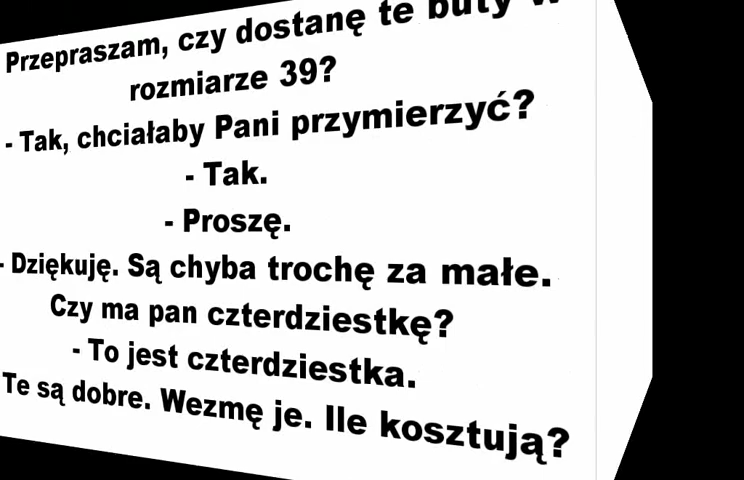 Przepraszam, czy dostanę te buty w
rozmiarze 39?
- Tak, chciałaby Pani przymierzyć?
- Tak.
- Proszę.
- Dziękuję. Są chyba trochę za małe.
Czy ma pan czterdziestkę?
- To jest czterdziestka.
Te są dobre. Wezmę je. Ile kosztują?